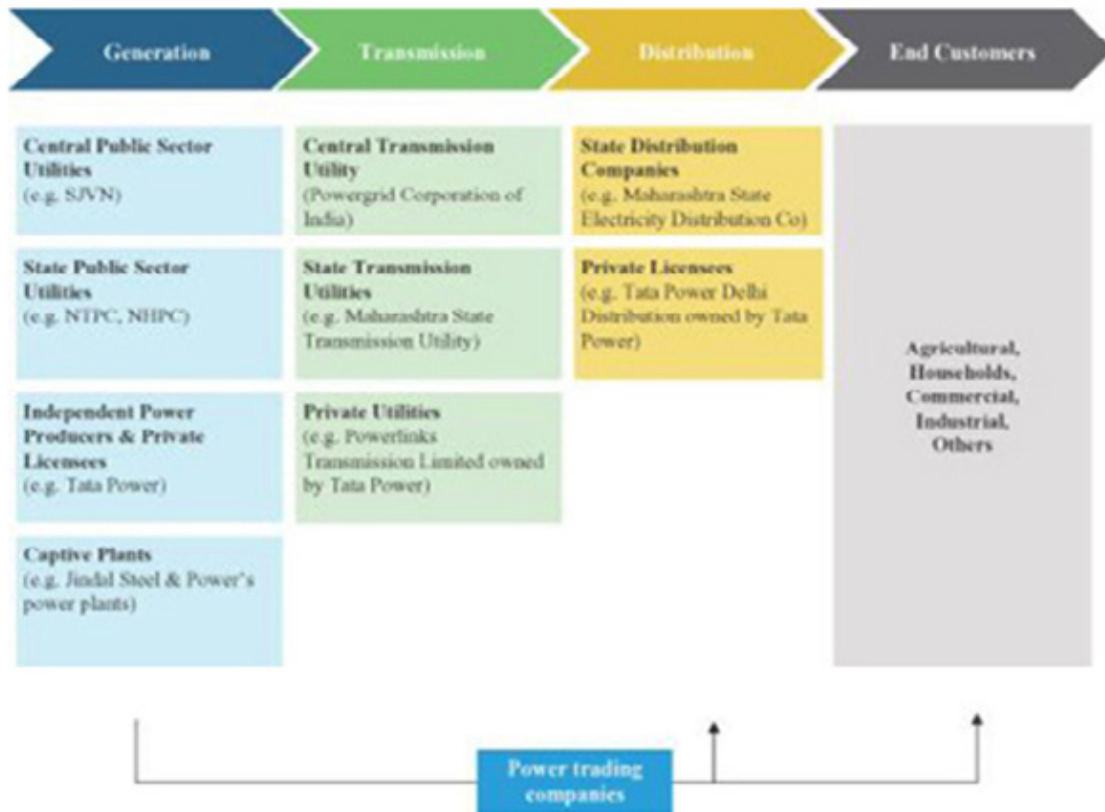 Generation
Transmission
Distribution
End Customers
Central Public Sector
Utilities
(e.g. SJVN)
State Public Sector
Utilities
(e.g. NTPC, NHPC)
Independent Power
Producers & Private
Licensees
(e.g. Tata Power)
Captive Plants
(e.g. Jindal Steel & Power's
power plants)
Central Transmission
Utility
(Powergrid Corporation of
India)
State Transmission
Utilities
(e.g. Maharashtra State
Transmission Utility)
Private Utilities
(e.g. Powerlinks
Transmission Limited owned
by Tata Power)
State Distribution
Companies
(e.g. Maharashtra State
Electricity Distribution Co)
Private Licensees
(e.g. Tata Power Delhi
Distribution owned by Tata
Power)
Agricultural,
Households,
Commercial,
Industrial,
Others
Power trading
companies